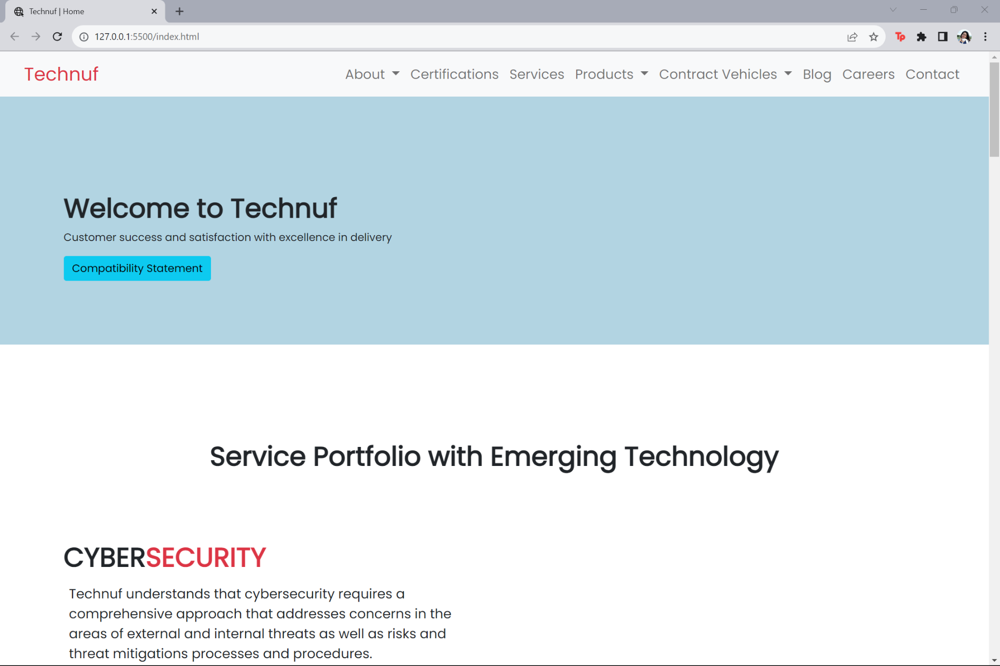 Technuf | Home
127.0.0.1:5500/index.html
Tp
Technuf
About Certifications Services Products Contract Vehicles Blog Careers Contact
Welcome to Technuf
Customer success and satisfaction with excellence in delivery
Compatibility Statement
Service Portfolio with Emerging Technology
CYBERSECURITY
Technuf understands that cybersecurity requires a
comprehensive approach that addresses concerns in the
areas of external and internal threats as well as risks and
threat mitigations processes and procedures.